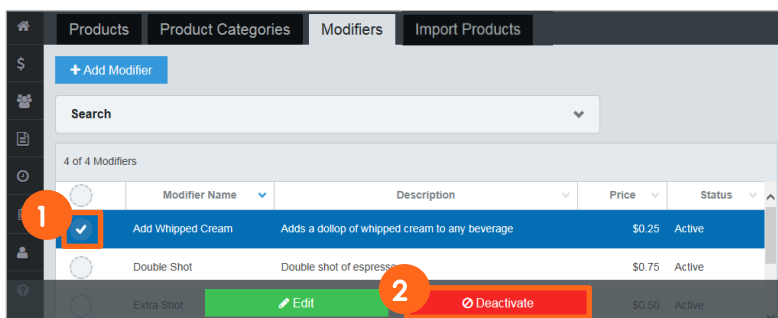 Products Product Categories Modifiers Import Products
+ Add Modifier
Search
4 of 4 Modifiers
Modifier Name Description Price Status
1
Add Whipped Cream Adds a dollop of whipped cream to any beverage $0.25 Active
Double Shot Double shot of espresso $0.75 Active
2
Extra Shot Edit Deactivate $0.50 Active